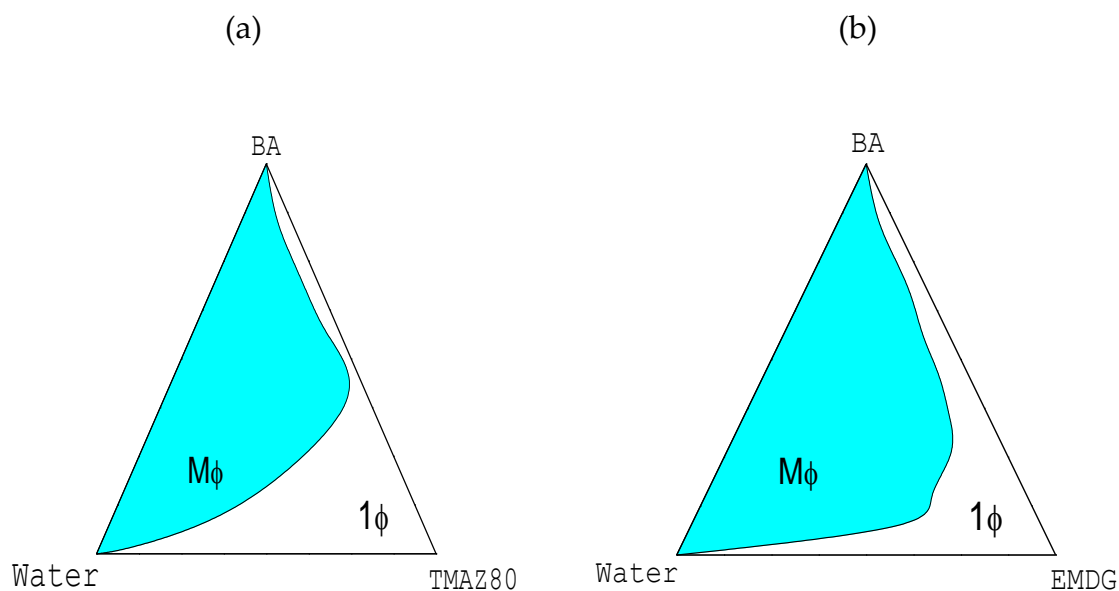 (a)
BA
Mϕ
1ϕ
Water
TMAZ80
(b)
BA
Mϕ
1ϕ
Water
EMDG